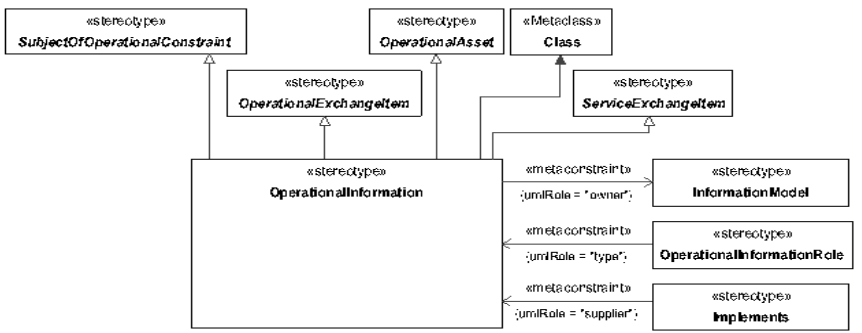 «stereotype»
SubjectOfOperationalConstraint
«stereotype»
OperationalAsset
«Metaclass»
Class
«stereotype»
OperationalExchangeItem
«stereotype»
ServiceExchangeItem
«stereotype»
OperationalInformation
«metaconstraint»
{umlRole = "owner"}
«stereotype»
InformationModel
«metaconstraint»
{umlRole = "type"}
«stereotype»
OperationalInformationRole
«metaconstraint»
{umlRole = "supplier"}
«stereotype»
Implements